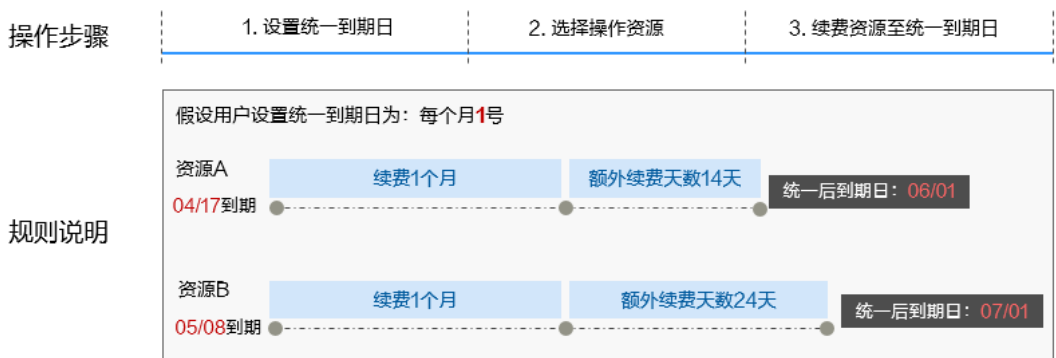 操作步骤
1. 设置统一到期日
2. 选择操作资源
3. 续费资源至统一到期日
假设用户设置统一到期日为：每个月1号
规则说明
资源A
04/17到期
续费1个月
额外续费天数14天
统一后到期日：06/01
资源B
05/08到期
续费1个月
额外续费天数24天
统一后到期日：07/01